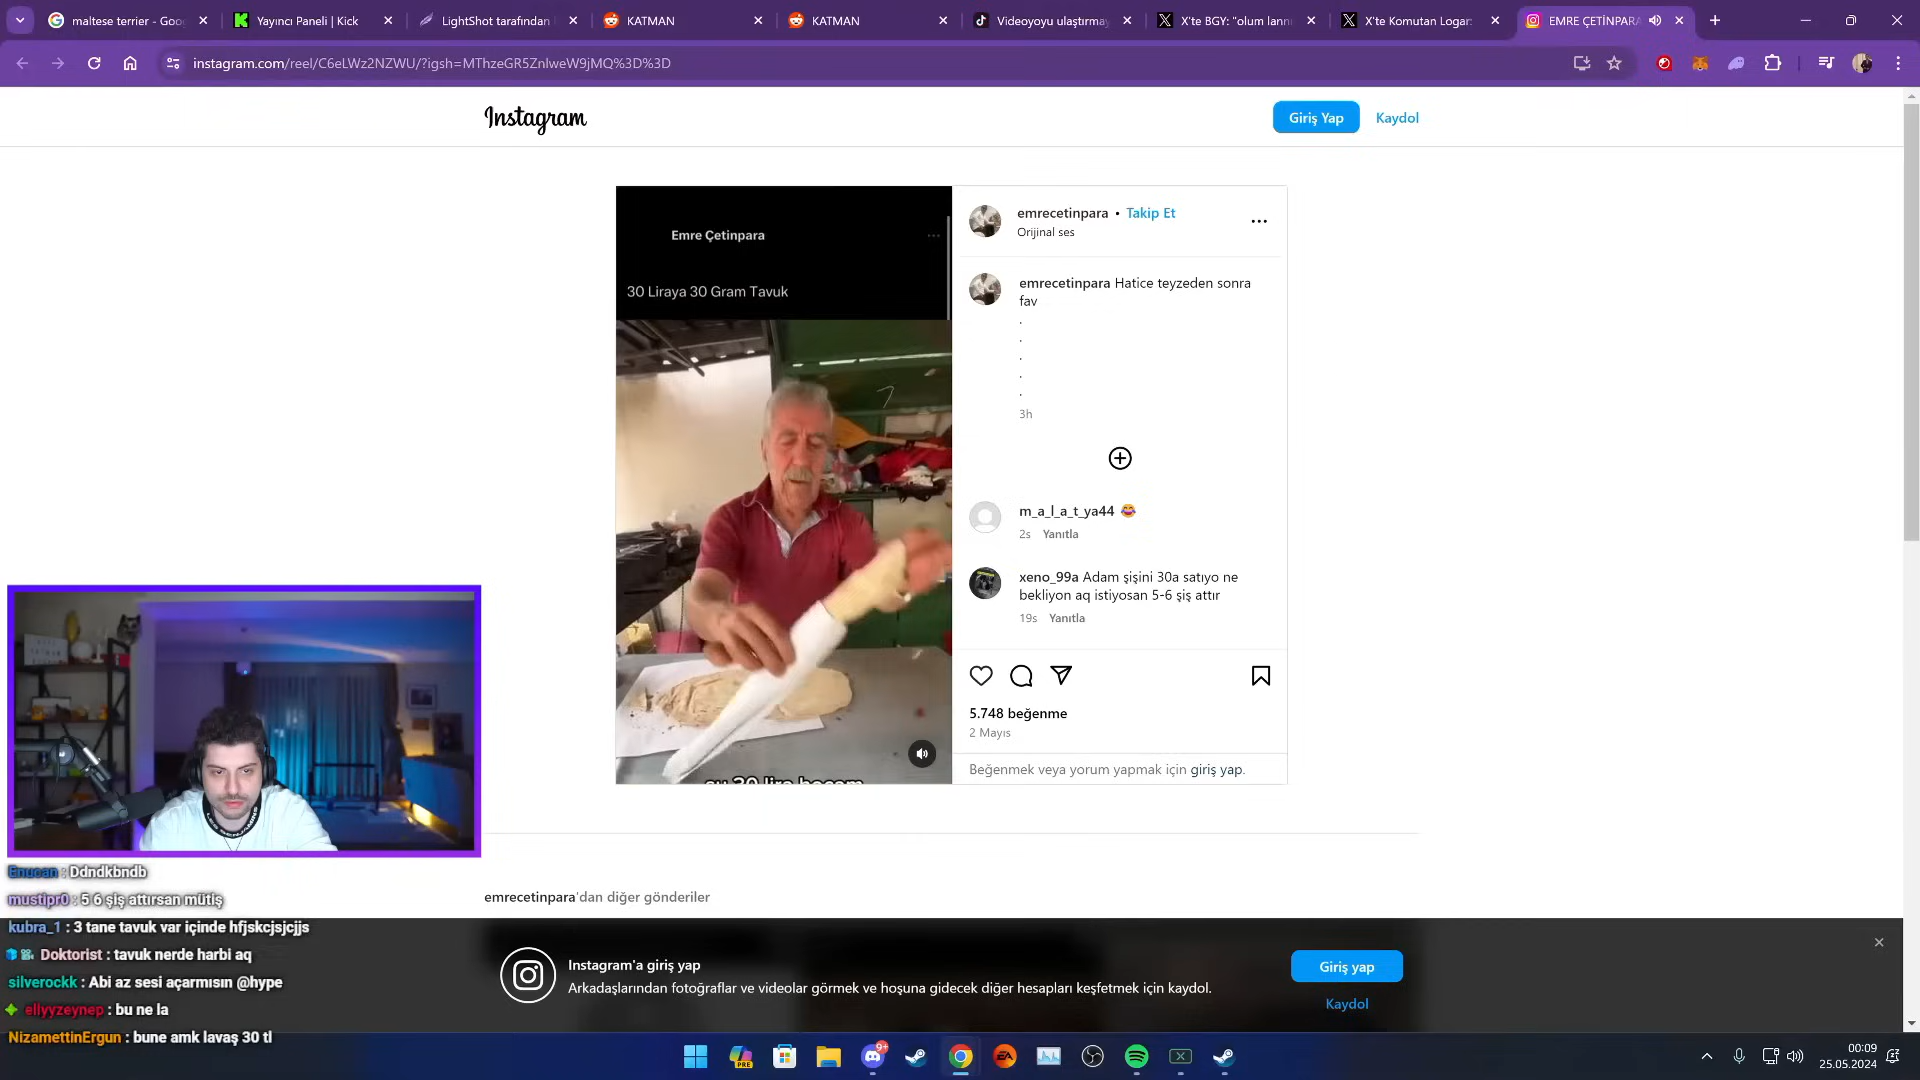 maltese terrier - Goog
Yayıncı Paneli | Kick
LightShot tarafından
KATMAN
KATMAN
Videoyoyu ulaştırmay
X'te BGY: "olum lann
X'te Komutan Logar:
EMRE ÇETİNPARA
instagram.com/reel/C6eLWz2NZWU/?igsh=MThzeGR5ZnlweW9jMQ%3D%3D
Instagram
Giriş Yap
Kaydol
Emre Çetinpara
30 Liraya 30 Gram Tavuk
emrecetinpara • Takip Et
Orijinal ses
emrecetinpara Hatice teyzeden sonra
fav
.
.
.
.
.
3h
m_a_l_a_t_ya44 😂
2s Yanıtla
xeno_99a Adam şişini 30a satıyo ne
bekliyon aq istiyosan 5-6 şiş attır
19s Yanıtla
5.748 beğenme
2 Mayıs
Beğenmek veya yorum yapmak için giriş yap.
emrecetinpara'dan diğer gönderiler
Enucan : Ddndkbndb
mustipr0 : 5 6 şiş attırsan mütiş
kubra_1 : 3 tane tavuk var içinde hfjskcjsjcjjs
Doktorist : tavuk nerde harbi aq
silverockk : Abi az sesi açarmısın @hype
ellyyzeynep : bu ne la
NizamettinErgun : bune amk lavaş 30 tl
Instagram'a giriş yap
Arkadaşlarından fotoğraflar ve videolar görmek ve hoşuna gidecek diğer hesapları keşfetmek için kaydol.
Giriş yap
Kaydol
PRE
9+
EA
00:09
25.05.2024